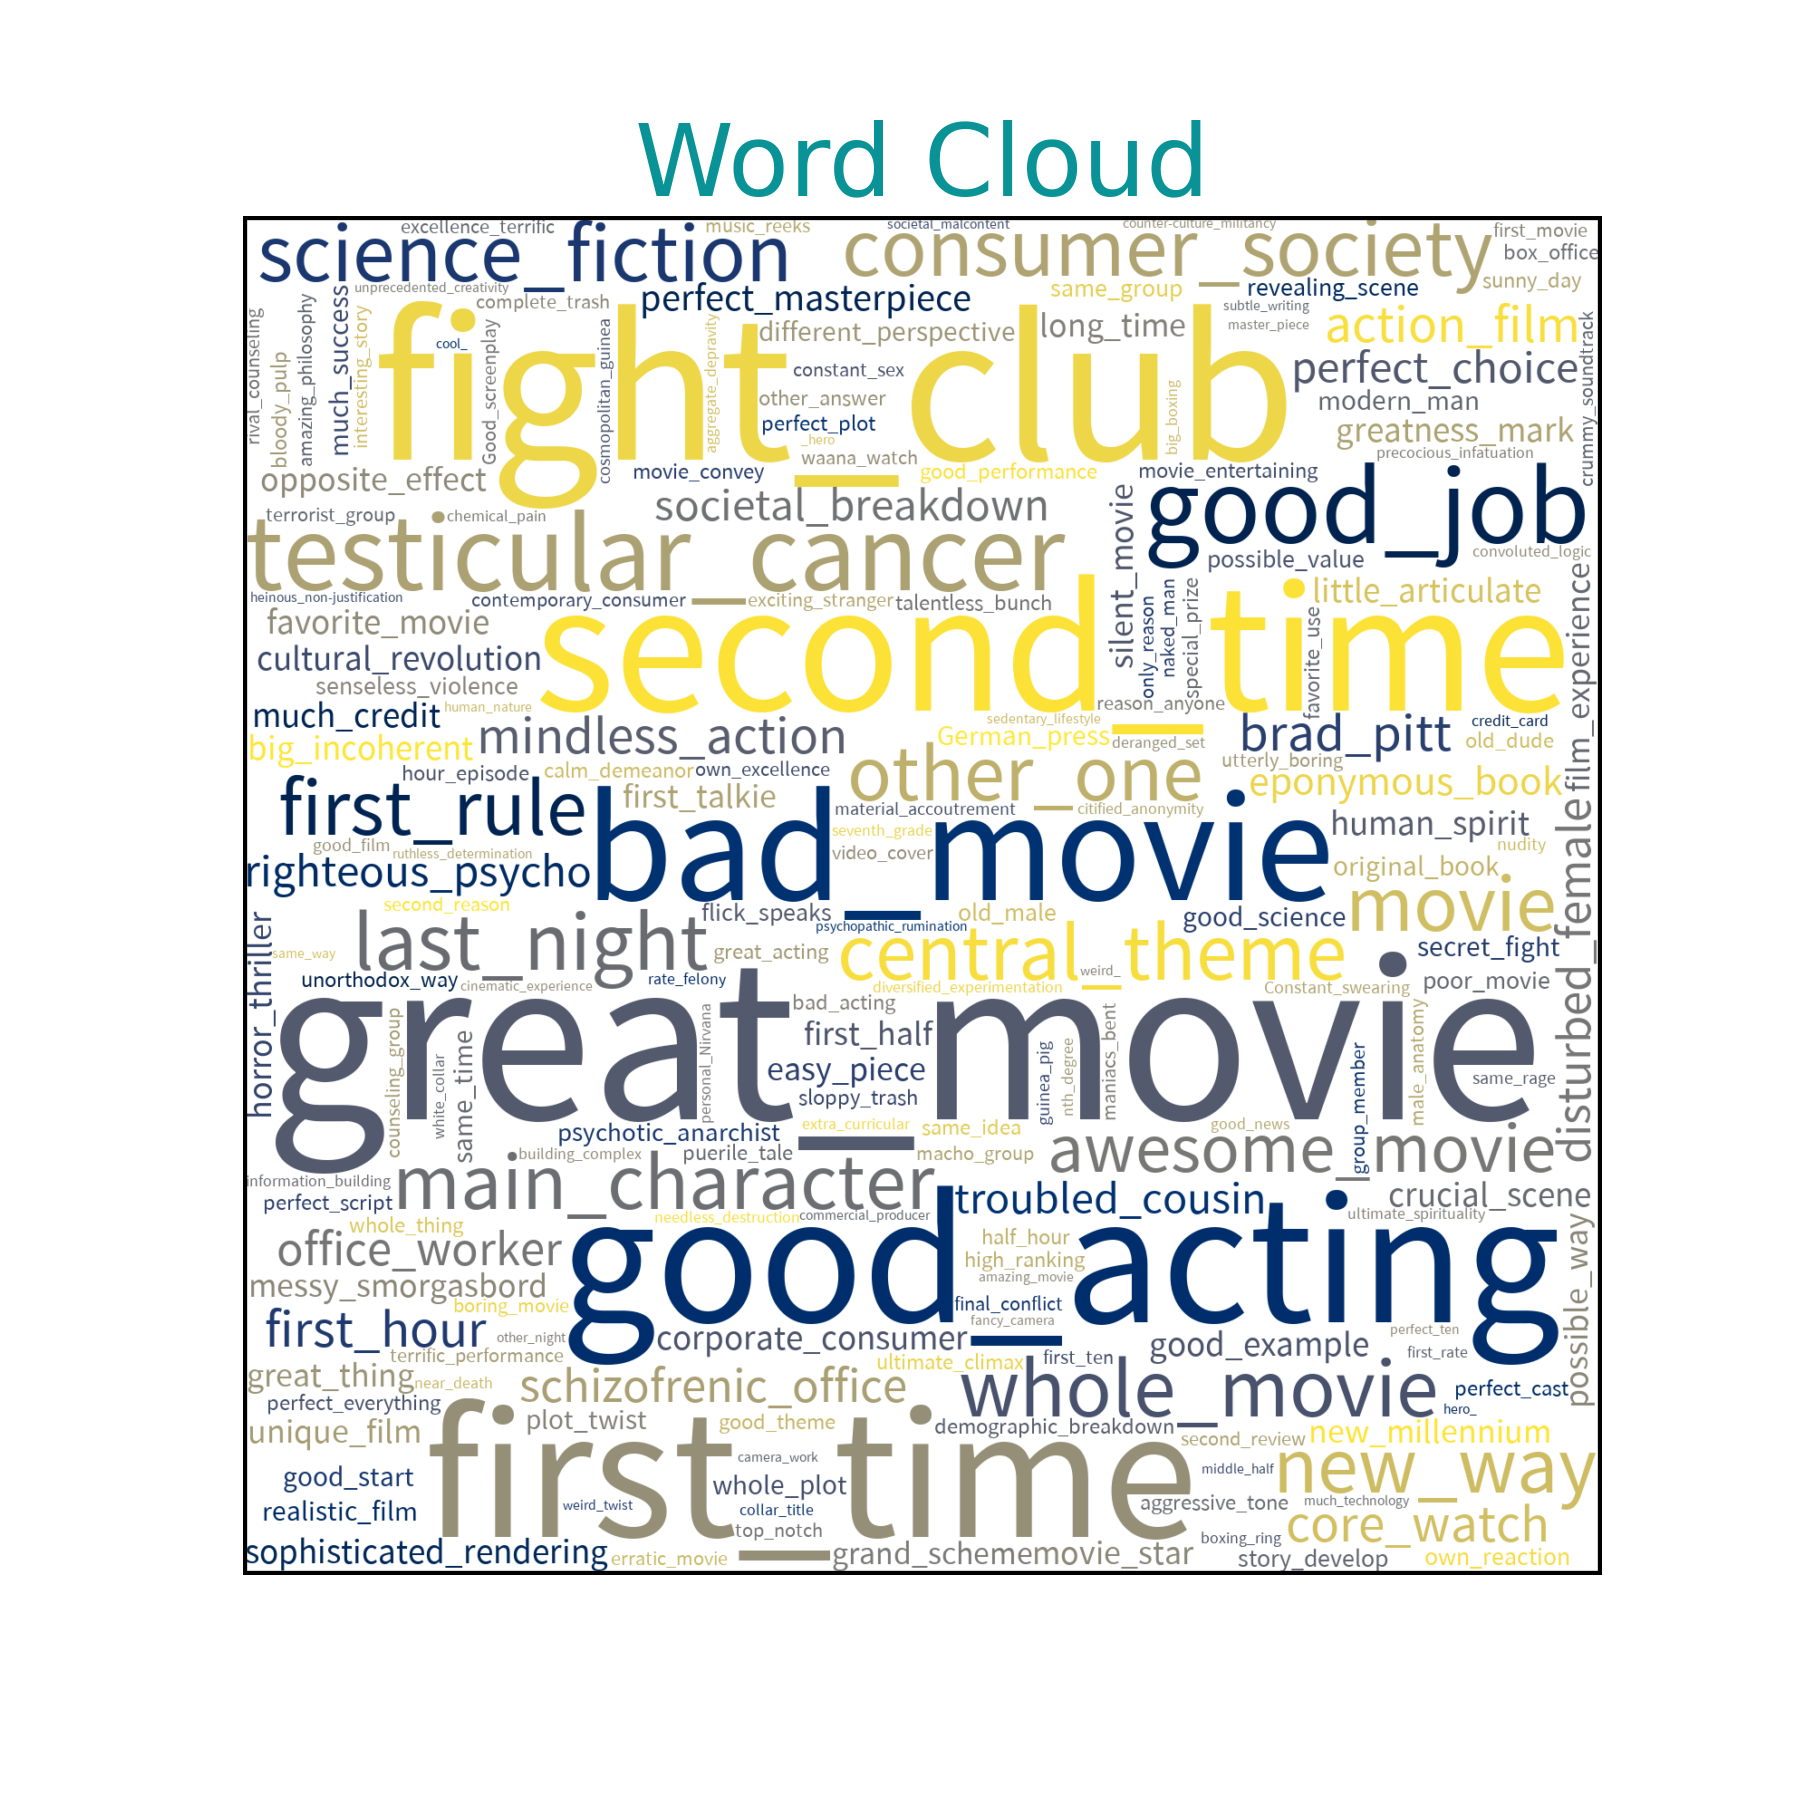 Word Cloud
excellence_terrific
music_reeks
societal_malcontent
counter-culture_militancy
first_movie
science_fiction
consumer_society
box_office
unprecedented_creativity
complete_trash
perfect_masterpiece
same_group
revealing_scene
sunny_day
rival_counseling
bloody_pulp
amazing_philosophy
much_success
interesting_story
cool_
fight_club
Good_screenplay
cosmopolitan_guinea
aggregate_depravity
different_perspective
long_time
subtle_writing
master_piece
action_film
crummy_soundtrack
constant_sex
other_answer
perfect_plot
_hero
waana_watch
big_boxing
perfect_choice
modern_man
greatness_mark
precocious_infatuation
opposite_effect
movie_convey
good_performance
movie_entertaining
terrorist_group
chemical_pain
societal_breakdown
good_job
testicular_cancer
silent_movie
possible_value
convoluted_logic
heinous_non-justification
contemporary_consumer
exciting_stranger
talentless_bunch
only_reason
naked_man
special_prize
favorite_use
little_articulate
film_experience
favorite_movie
second_time
cultural_revolution
senseless_violence
much_credit
human_nature
reason_anyone
sedentary_lifestyle
big_incoherent
mindless_action
German_press
deranged_set
brad_pitt
credit_card
old_dude
hour_episode
calm_demeanor
own_excellence
other_one
utterly_boring
eponymous_book
first_rule
first_talkie
material_accoutrement
citified_anonymity
good_film
ruthless_determination
bad_movie
seventh_grade
video_cover
human_spirit
nudity
righteous_psycho
original_book
disturbed_female
second_reason
flick_speaks
old_male
good_science
movie
psychopathic_rumination
horror_thriller
same_way
last_night
great_acting
central_theme
weird_
secret_fight
unorthodox_way
cinematic_experience
rate_felony
diversified_experimentation
Constant_swearing
poor_movie
great_movie
counseling_group
white_collar
same_time
personal_Nirvana
bad_acting
first_half
easy_piece
sloppy_trash
guinea_pig
nth_degree
maniacs_bent
group_member
male_anatomy
same_rage
psychotic_anarchist
extra_curricular
same_idea
good_news
building_complex
puerile_tale
macho_group
awesome_movie
information_building
perfect_script
main_character
troubled_cousin
crucial_scene
whole_thing
needless_destruction
commercial_producer
ultimate_spirituality
office_worker
good_acting
half_hour
high_ranking
amazing_movie
possible_way
messy_smorgasbord
boring_movie
final_conflict
fancy_camera
first_hour
other_night
corporate_consumer
good_example
perfect_ten
first_rate
terrific_performance
ultimate_climax
first_ten
great_thing
near_death
schizofrenic_office
whole_movie
perfect_cast
perfect_everything
hero_
unique_film
plot_twist
good_theme
demographic_breakdown
second_review
new_millennium
first_time
camera_work
good_start
whole_plot
middle_half
new_way
realistic_film
weird_twist
collar_title
aggressive_tone
much_technology
top_notch
boxing_ring
core_watch
sophisticated_rendering
erratic_movie
grand_scheme
movie_star
story_develop
own_reaction